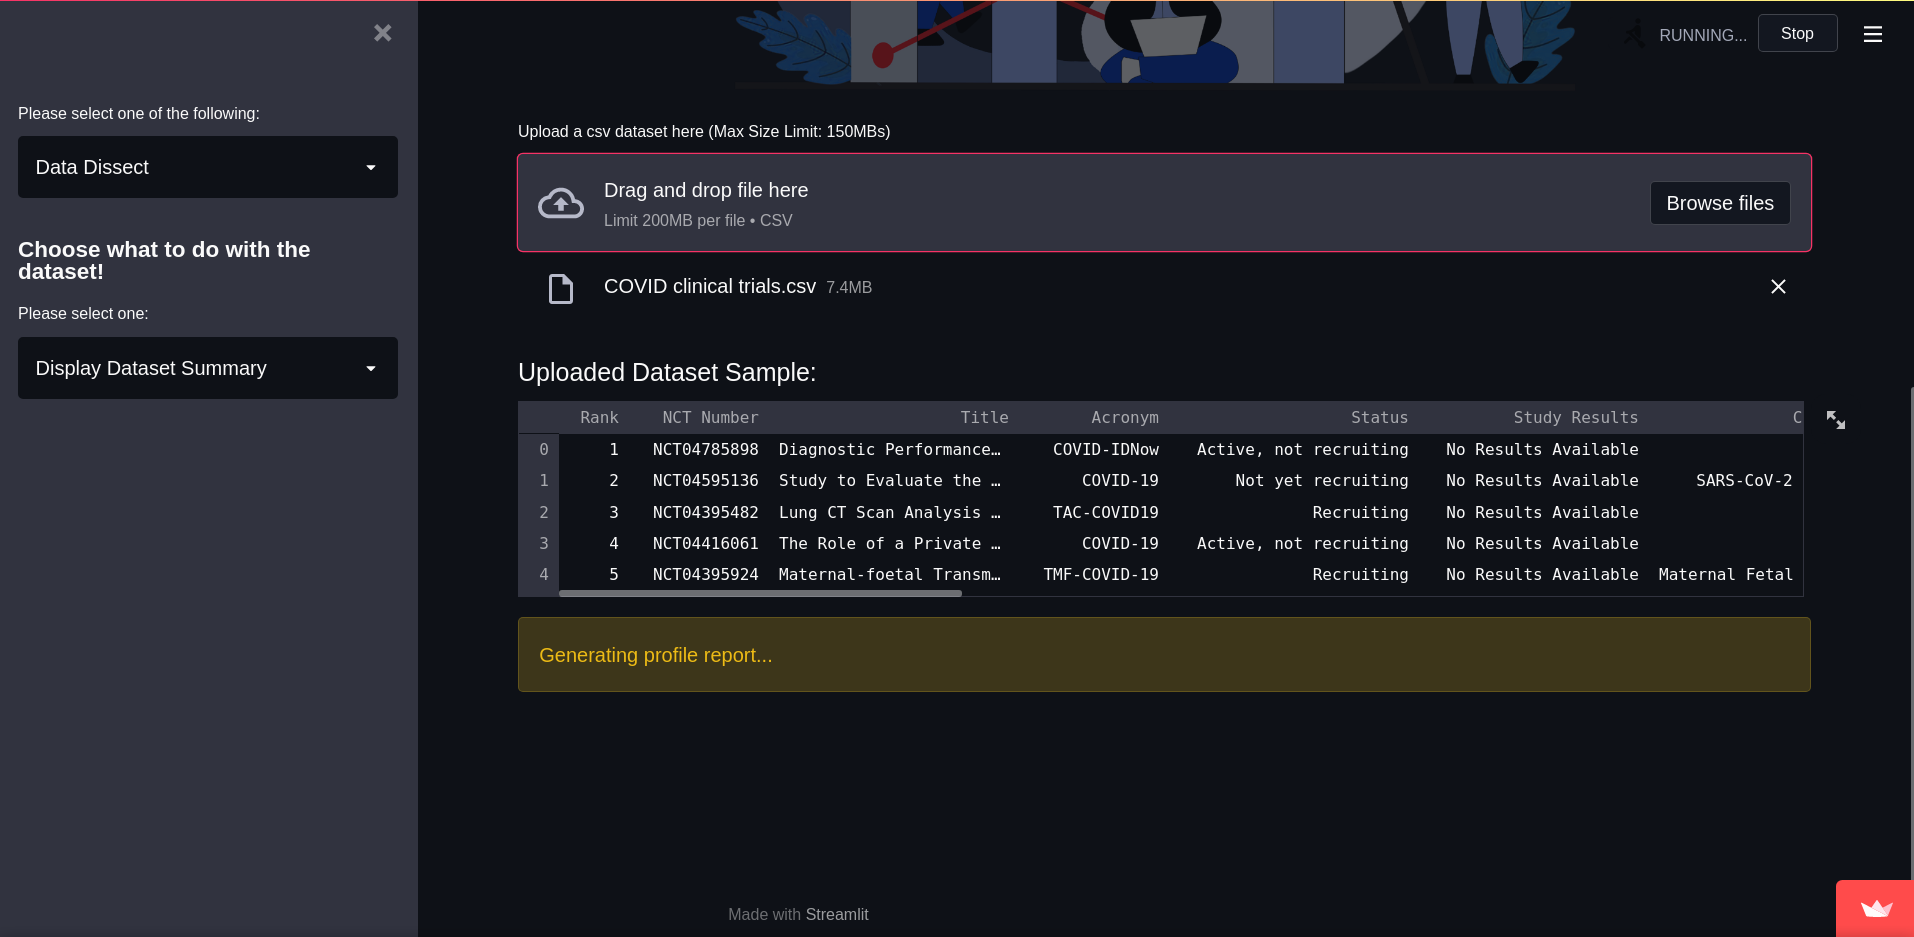 RUNNING...
Stop
Please select one of the following:
Data Dissect
Choose what to do with the
dataset!
Please select one:
Display Dataset Summary
Upload a csv dataset here (Max Size Limit: 150MBs)
Drag and drop file here
Limit 200MB per file • CSV
Browse files
COVID clinical trials.csv 7.4MB
Uploaded Dataset Sample:
Rank NCT Number Title Acronym Status Study Results C
0 1 NCT04785898 Diagnostic Performance… COVID-IDNow Active, not recruiting No Results Available
1 2 NCT04595136 Study to Evaluate the … COVID-19 Not yet recruiting No Results Available SARS-CoV-2
2 3 NCT04395482 Lung CT Scan Analysis … TAC-COVID19 Recruiting No Results Available
3 4 NCT04416061 The Role of a Private … COVID-19 Active, not recruiting No Results Available
4 5 NCT04395924 Maternal-foetal Transm… TMF-COVID-19 Recruiting No Results Available Maternal Fetal
Generating profile report...
Made with Streamlit